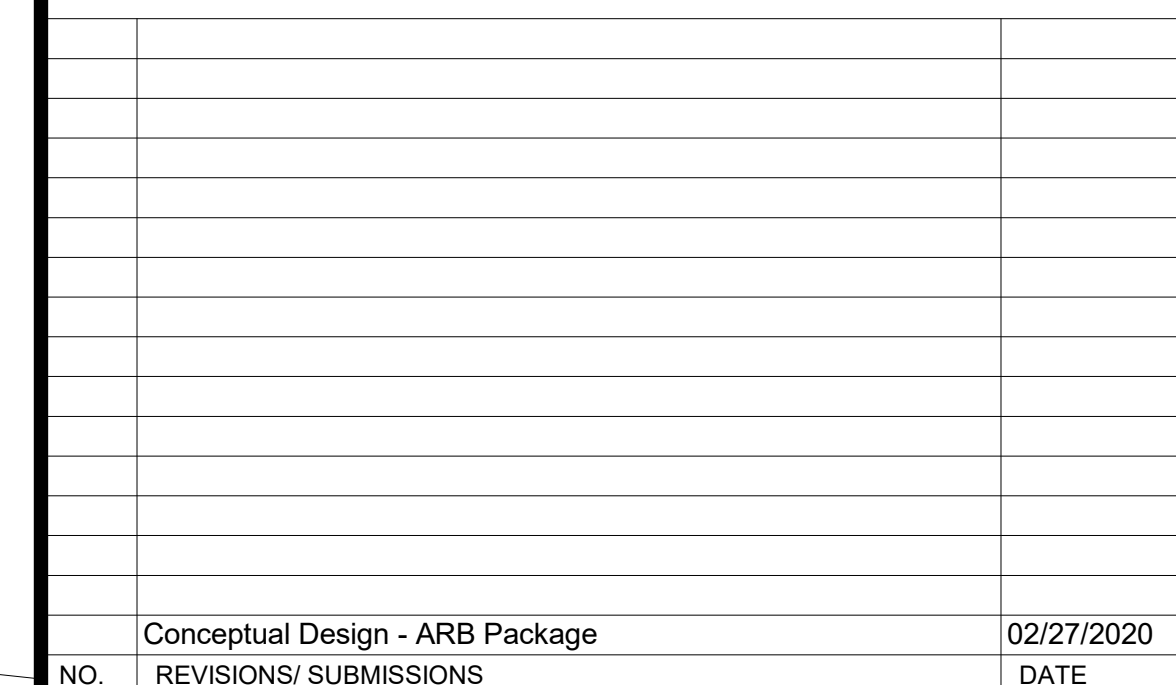 Conceptual Design - ARB Package 02/27/2020
NO. REVISIONS/ SUBMISSIONS DATE